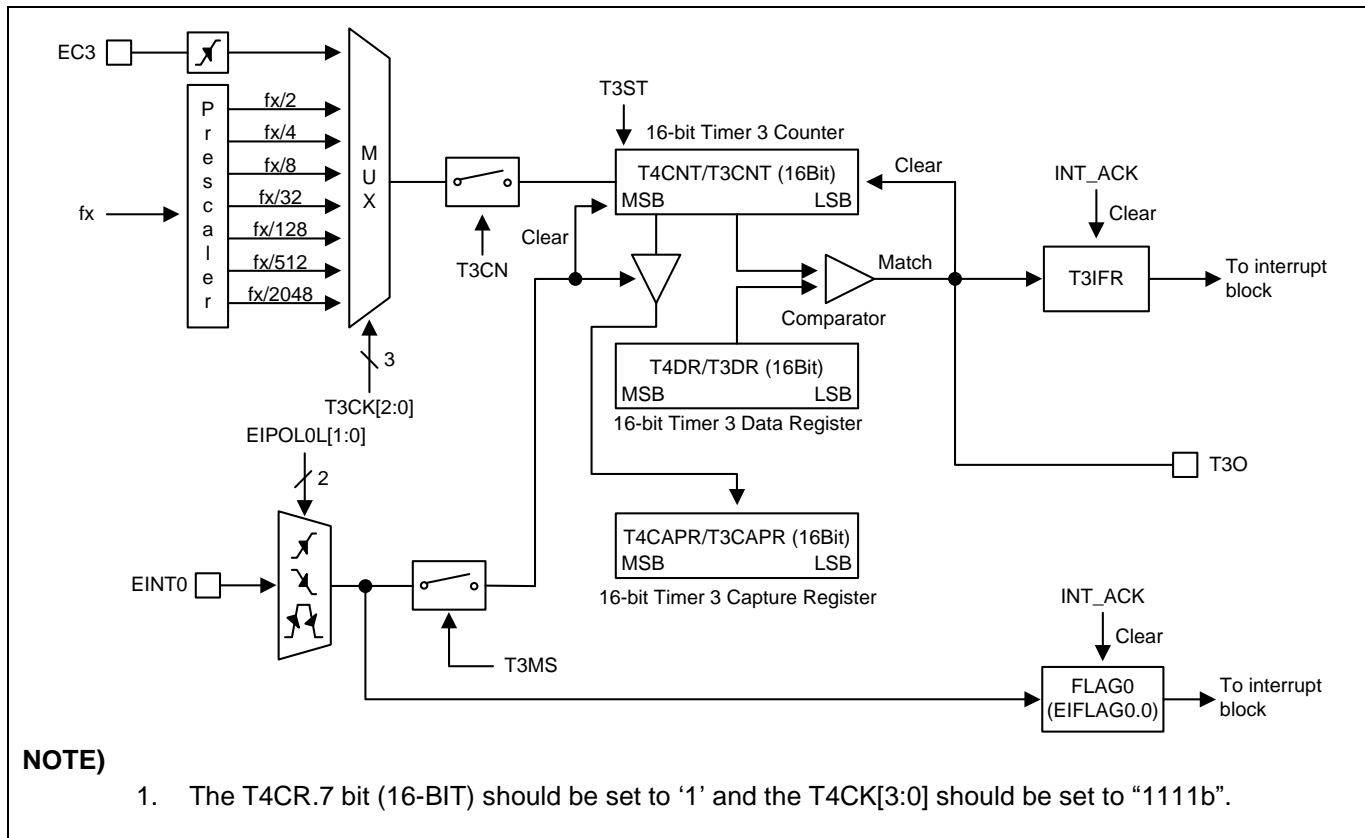 EC3
fx
Prescaler
fx/2
fx/4
fx/8
fx/32
fx/128
fx/512
fx/2048
MUX
3
T3CK[2:0]
T3CN
T3ST
16-bit Timer 3 Counter
T4CNT/T3CNT (16Bit)
MSB LSB
Clear
Clear
Match
Comparator
T4DR/T3DR (16Bit)
MSB LSB
16-bit Timer 3 Data Register
INT_ACK
Clear
T3IFR
To interrupt
block
T3O
EIPOL0L[1:0]
2
EINT0
T3MS
T4CAPR/T3CAPR (16Bit)
MSB LSB
16-bit Timer 3 Capture Register
INT_ACK
Clear
FLAG0
(EIFLAG0.0)
To interrupt
block
NOTE)
1. The T4CR.7 bit (16-BIT) should be set to ‘1’ and the T4CK[3:0] should be set to “1111b”.